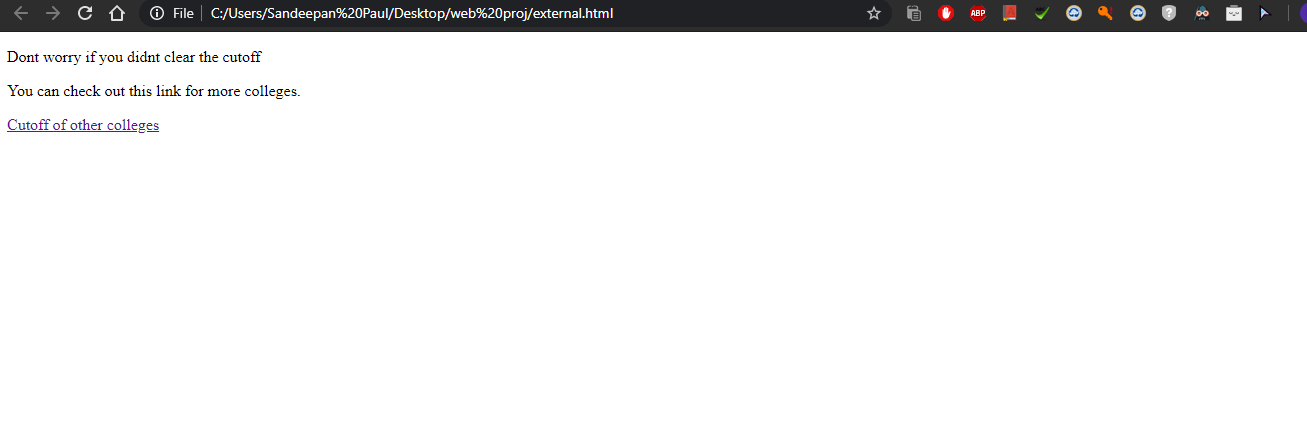 File C:/Users/Sandeepan%20Paul/Desktop/web%20proj/external.html
ABP
Dont worry if you didnt clear the cutoff
You can check out this link for more colleges.
Cutoff of other colleges